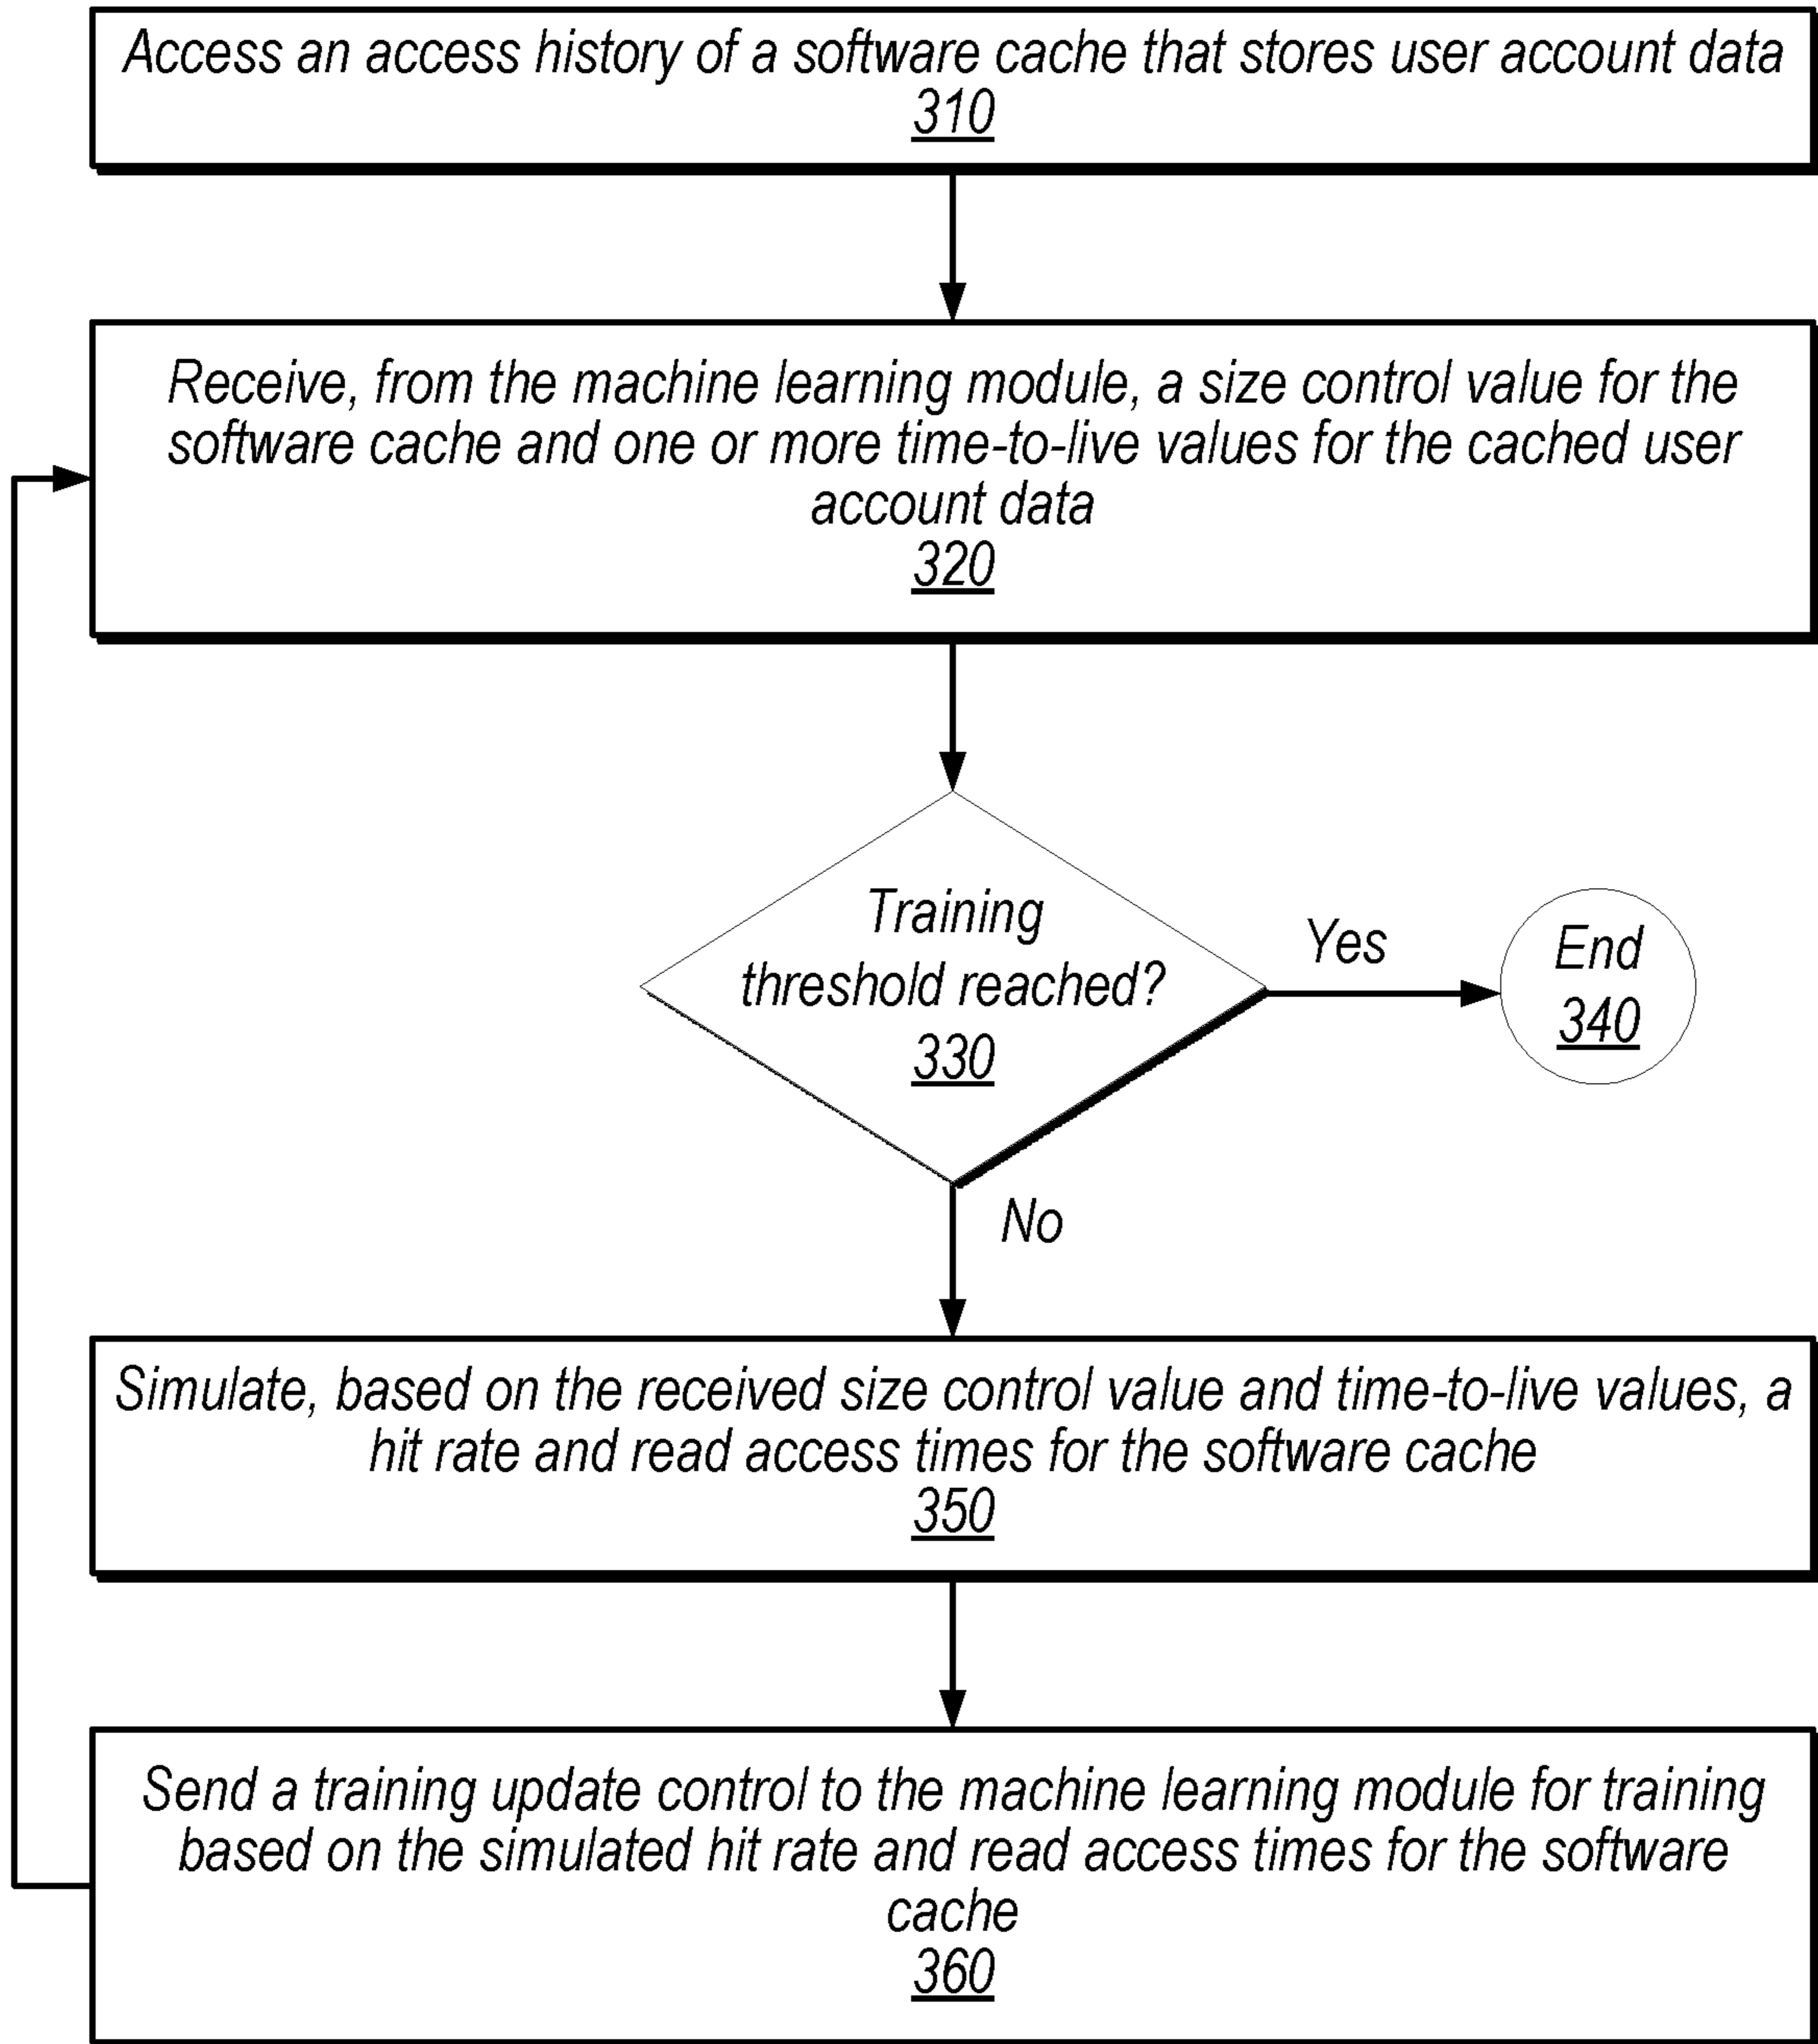 Access an access history of a software cache that stores user account data
310
Receive, from the machine learning module, a size control value for the
software cache and one or more time-to-live values for the cached user
account data
320
Training
threshold reached?
330
Yes
End
340
No
Simulate, based on the received size control value and time-to-live values, a
hit rate and read access times for the software cache
350
Send a training update control to the machine learning module for training
based on the simulated hit rate and read access times for the software
cache
360